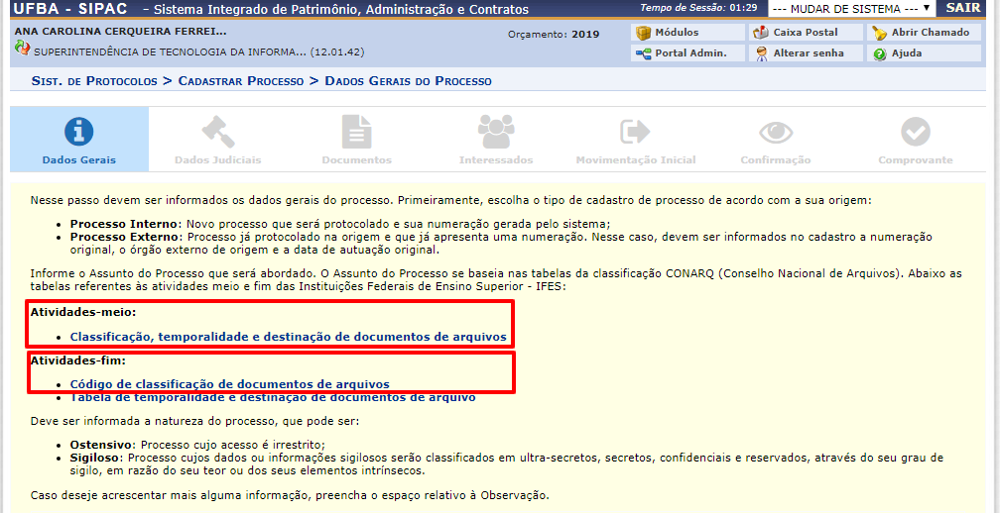 UFBA - SIPAC - Sistema Integrado de Patrimônio, Administração e Contratos
Tempo de Sessão: 01:29
--- MUDAR DE SISTEMA ---
SAIR
ANA CAROLINA CERQUEIRA FERREI...
Orçamento: 2019
Módulos
Caixa Postal
Abrir Chamado
SUPERINTENDÊNCIA DE TECNOLOGIA DA INFORMA... (12.01.42)
Portal Admin.
Alterar senha
Ajuda
Sist. de Protocolos > Cadastrar Processo > Dados Gerais do Processo
Dados Gerais
Dados Judiciais
Documentos
Interessados
Movimentação Inicial
Confirmação
Comprovante
Nesse passo devem ser informados os dados gerais do processo. Primeiramente, escolha o tipo de cadastro de processo de acordo com a sua origem:
• Processo Interno: Novo processo que será protocolado e sua numeração gerada pelo sistema;
• Processo Externo: Processo já protocolado na origem e que já apresenta uma numeração. Nesse caso, devem ser informados no cadastro a numeração
original, o órgão externo de origem e a data de autuação original.
Informe o Assunto do Processo que será abordado. O Assunto do Processo se baseia nas tabelas da classificação CONARQ (Conselho Nacional de Arquivos). Abaixo as
tabelas referentes às atividades meio e fim das Instituições Federais de Ensino Superior - IFES:
Atividades-meio:
• Classificação, temporalidade e destinação de documentos de arquivos
Atividades-fim:
• Código de classificação de documentos de arquivos
• Tabela de temporalidade e destinação de documentos de arquivo
Deve ser informada a natureza do processo, que pode ser:
• Ostensivo: Processo cujo acesso é irrestrito;
• Sigiloso: Processo cujos dados ou informações sigilosos serão classificados em ultra-secretos, secretos, confidenciais e reservados, através do seu grau de
sigilo, em razão do seu teor ou dos seus elementos intrínsecos.
Caso deseje acrescentar mais alguma informação, preencha o espaço relativo à Observação.